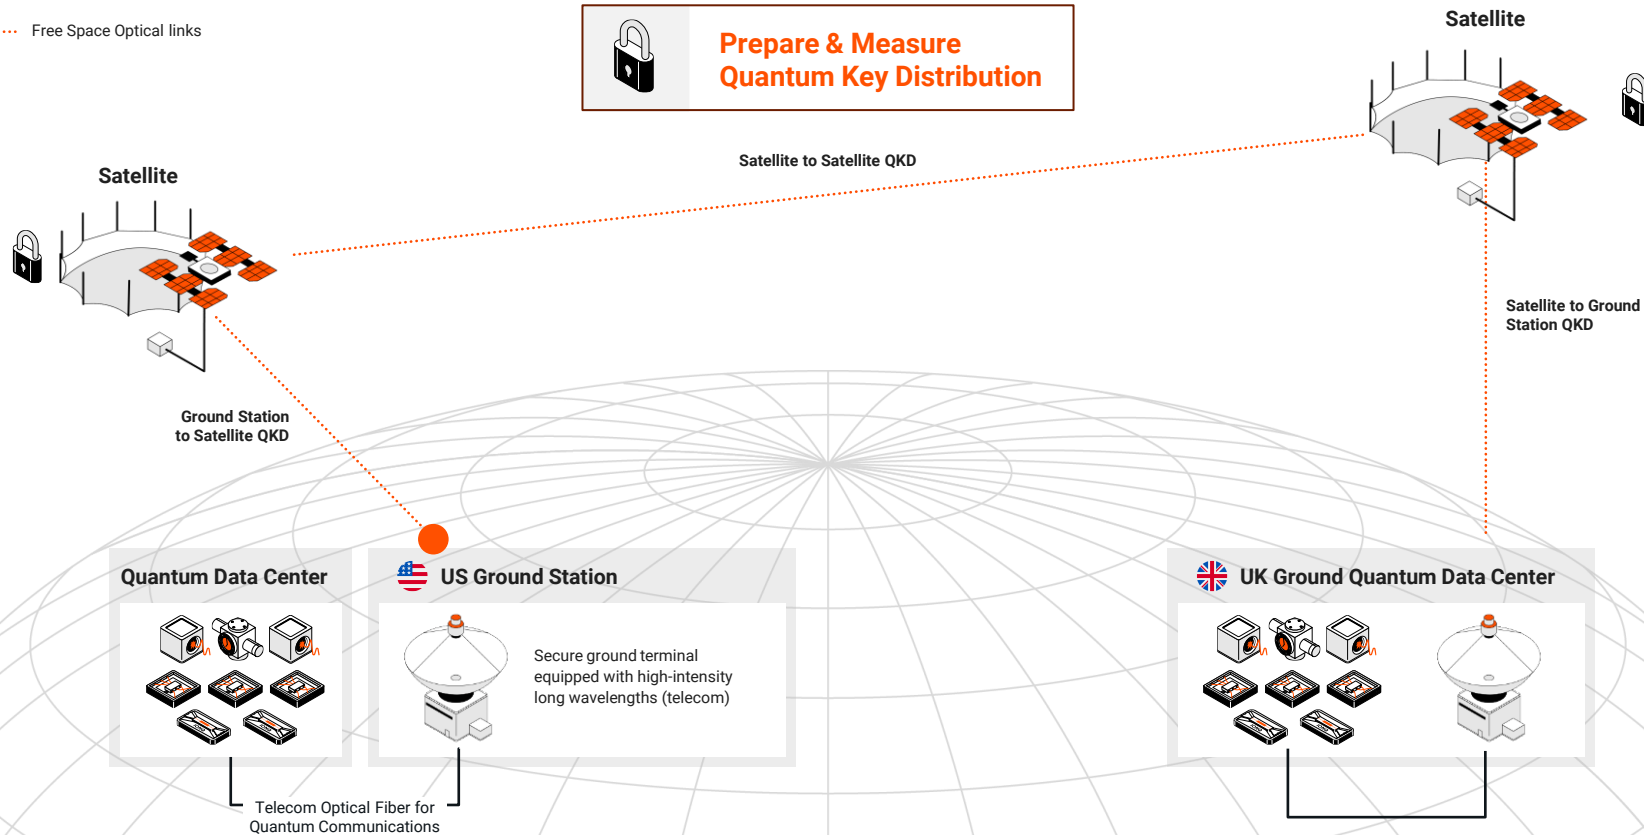 Free Space Optical links
Prepare & Measure
Quantum Key Distribution
Satellite
Satellite to Satellite QKD
Satellite
Satellite to Ground
Station QKD
Ground Station
to Satellite QKD
Quantum Data Center
US Ground Station
Secure ground terminal
equipped with high-intensity
long wavelengths (telecom)
UK Ground Quantum Data Center
Telecom Optical Fiber for
Quantum Communications